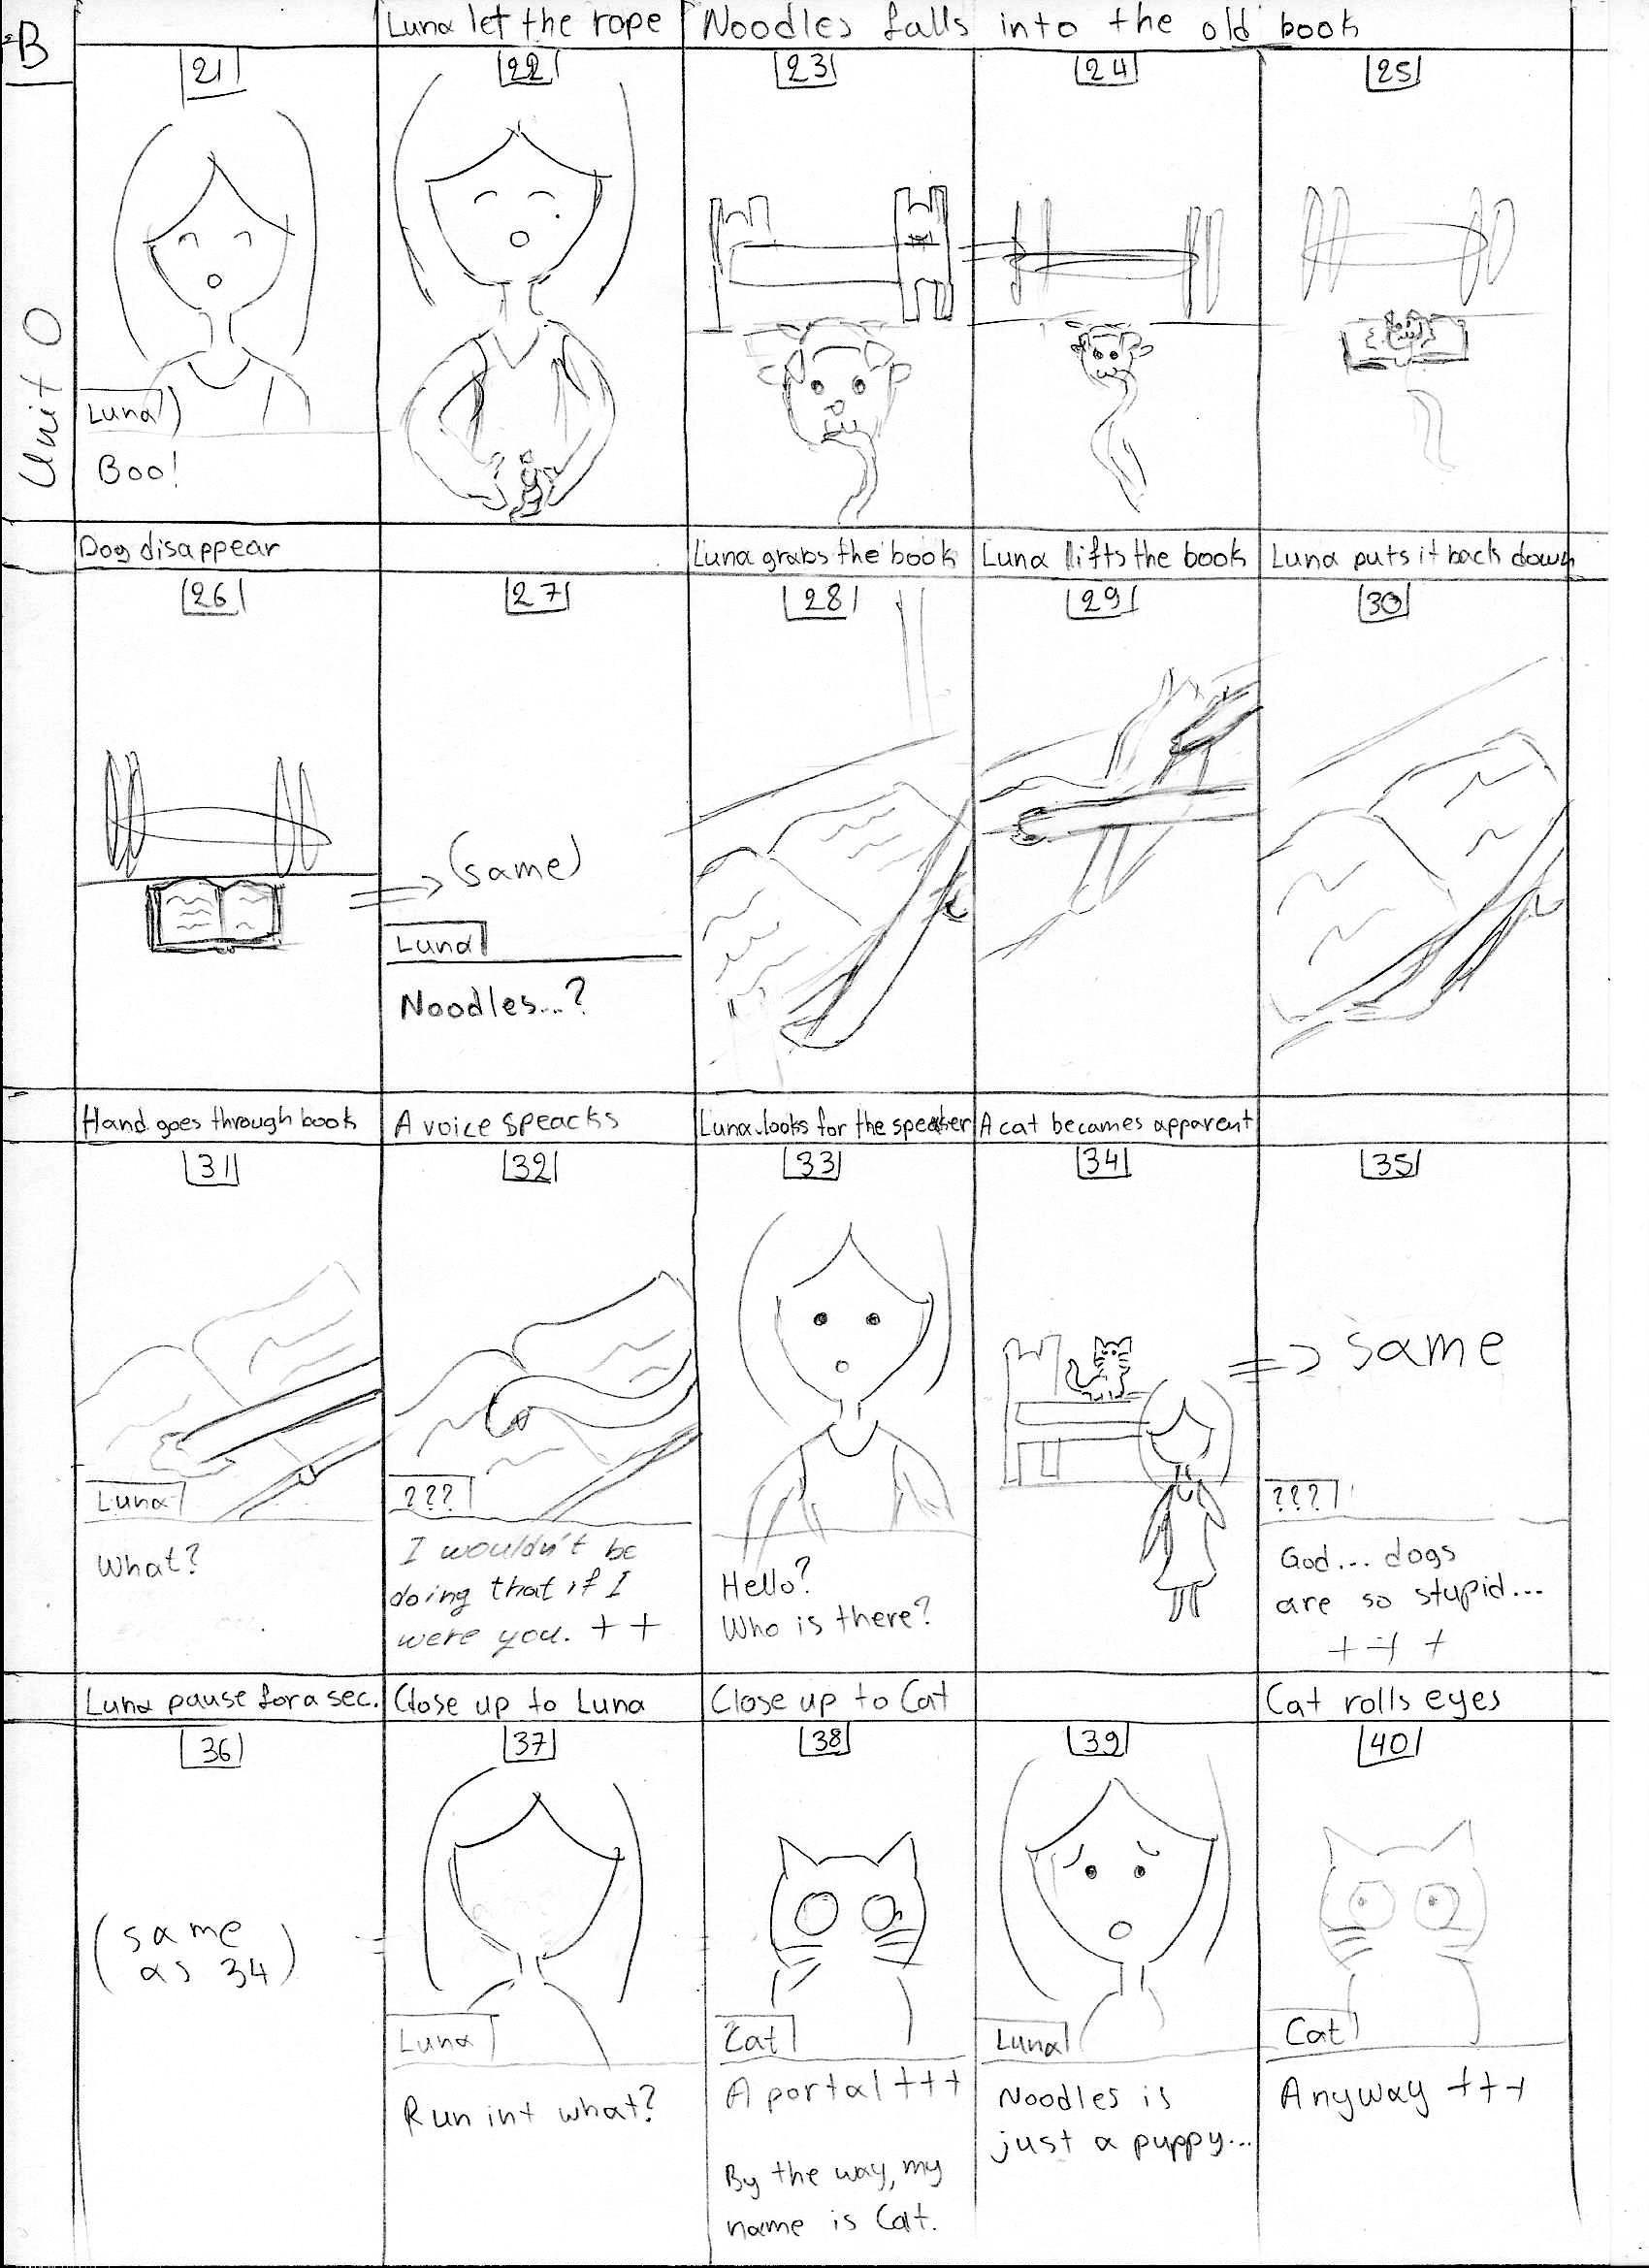 B
Unit 0
Luna let the rope
Noodles falls into the old book
21
22
23
24
25
Luna
Boo!
Dog disappear
Luna grabs the book
Luna lifts the book
Luna puts it back down
26
27
28
29
30
(same)
Luna
Noodles...?
Hand goes through book
A voice speacks
Luna looks for the speaker
A cat becames apparent
31
32
33
34
35
same
Luna
What?
???
I wouldn't be
doing that if I
were you. ++
Hello?
Who is there?
???
God... dogs
are so stupid...
+++
Luna pause for a sec.
Close up to Luna
Close up to Cat
Cat rolls eyes
36
37
38
39
40
(same
as 34)
Luna
Run int what?
Cat
A portal +++
By the way, my
name is Cat.
Luna
Noodles is
just a puppy...
Cat
Anyway +++